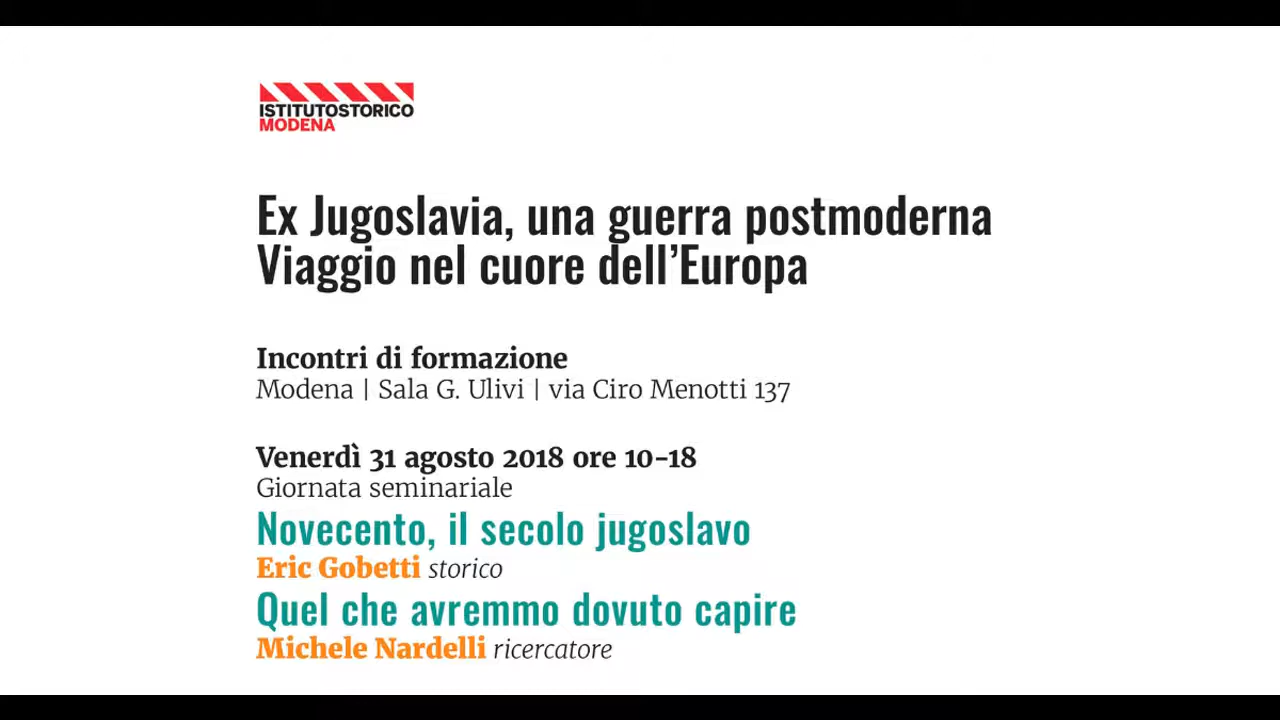 ISTITUTOSTORICO
MODENA
Ex Jugoslavia, una guerra postmoderna
Viaggio nel cuore dell’Europa
Incontri di formazione
Modena | Sala G. Ulivi | via Ciro Menotti 137
Venerdì 31 agosto 2018 ore 10-18
Giornata seminariale
Novecento, il secolo jugoslavo
Eric Gobetti storico
Quel che avremmo dovuto capire
Michele Nardelli ricercatore